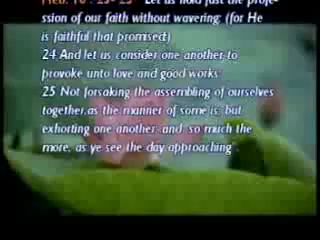 Heb. 10 : 23- 25 Let us hold fast the profe-
ssion of our faith without wavering: (for He
is faithful that promised;)
24 And let us consider one another to
provoke unto love and good works:
25 Not forsaking the assembling of ourselves
together,as the manner of some is: but
exhorting one another: and so much the
more, as ye see the day approaching".